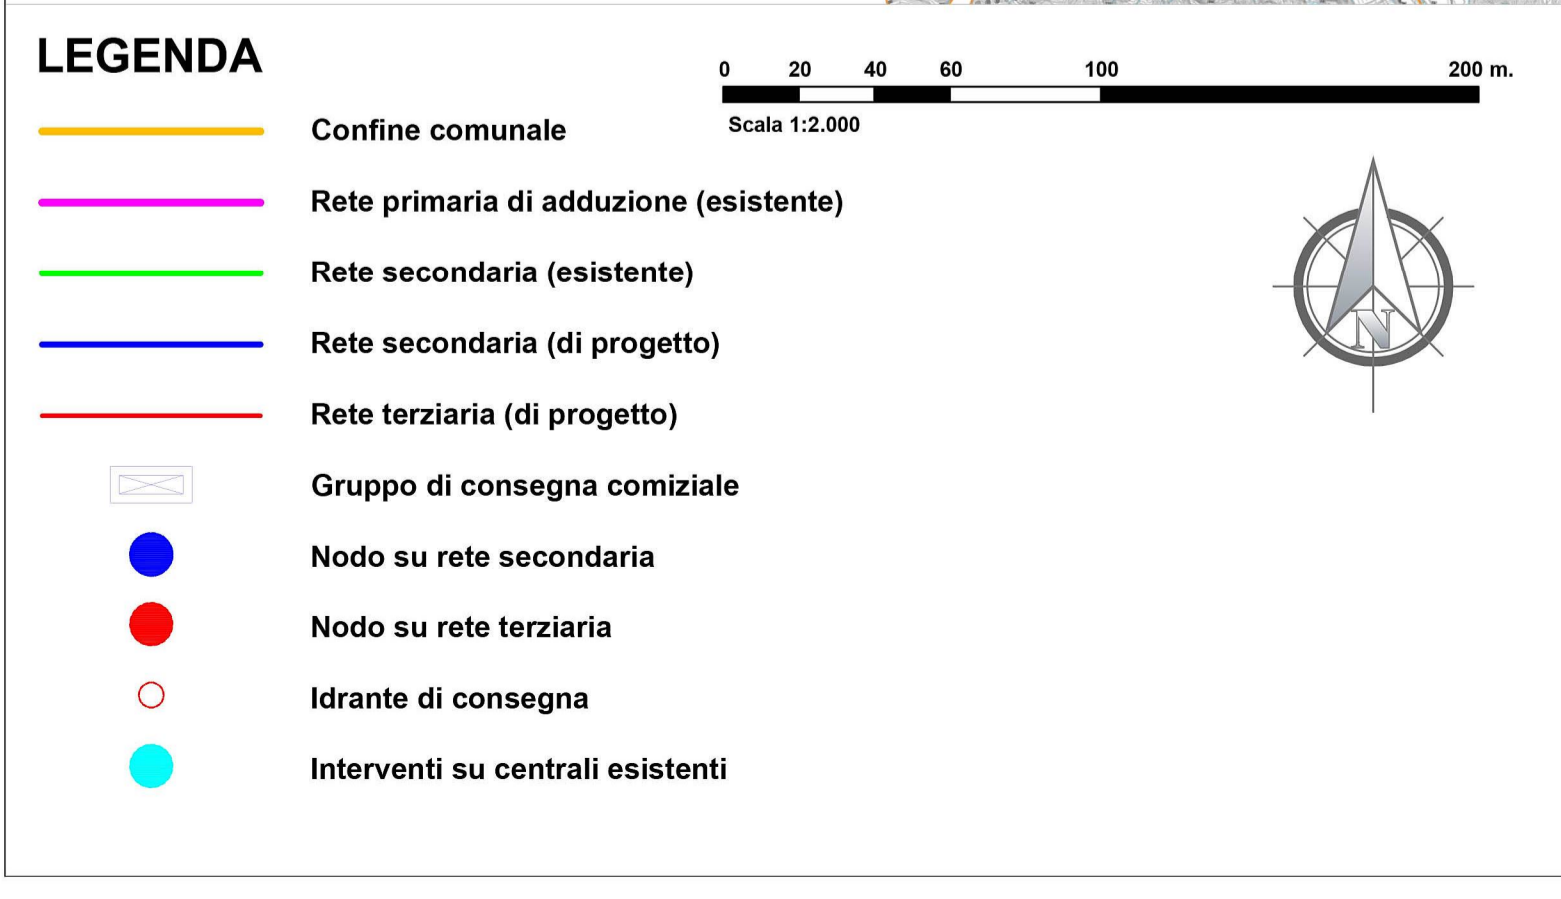 LEGENDA
0 20 40 60 100 200 m.
Scala 1:2.000
Confine comunale
Rete primaria di adduzione (esistente)
Rete secondaria (esistente)
Rete secondaria (di progetto)
Rete terziaria (di progetto)
Gruppo di consegna comiziale
Nodo su rete secondaria
Nodo su rete terziaria
Idrante di consegna
Interventi su centrali esistenti
N